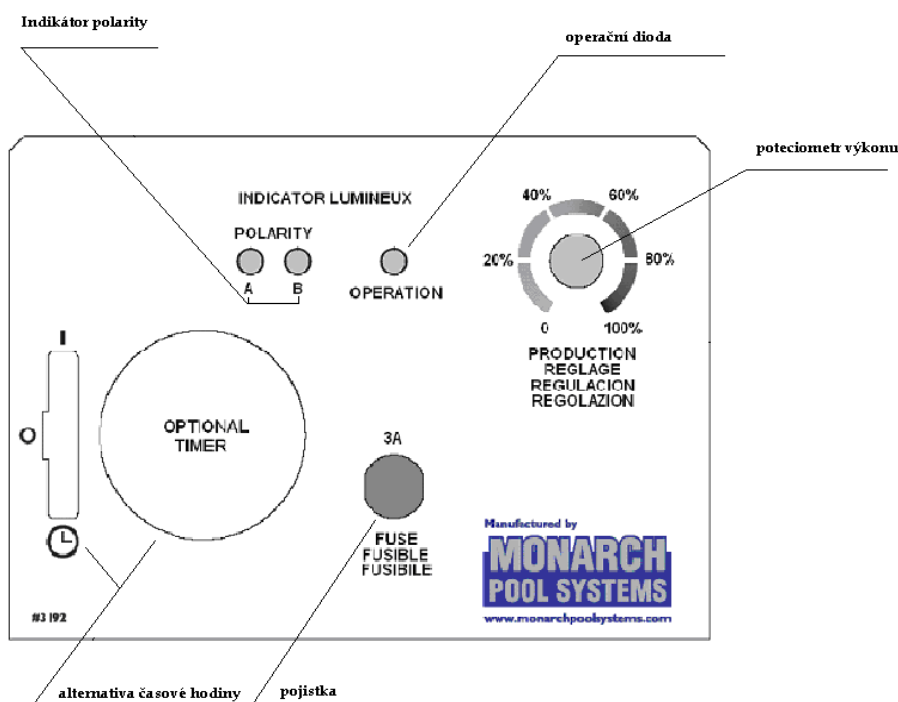 Indikátor polarity
operační dioda
poteciometr výkonu
INDICATOR LUMINEUX
POLARITY
A B
OPERATION
40% 60%
20% 80%
0 100%
PRODUCTION
REGLAGE
REGULACION
REGOLAZION
I
O
OPTIONAL
TIMER
3A
FUSE
FUSIBLE
FUSIBILE
Manufactured by
MONARCH
POOL SYSTEMS
www.monarchpoolsystems.com
#3192
alternativa časové hodiny
pojistka